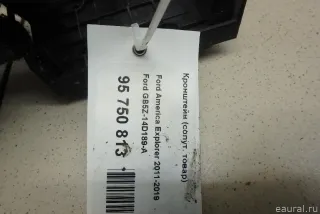 Кронштейн (сопут. товар)
Ford America Explorer 2011-2019
Ford GB5Z-14D189-A
95 750 813
eaural.ru